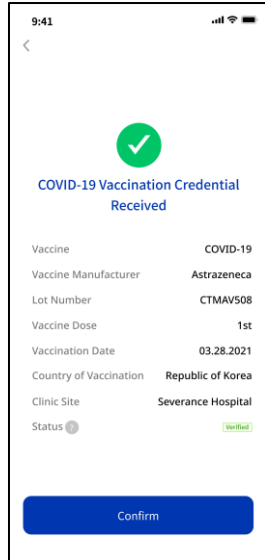 9:41
COVID-19 Vaccination Credential
Received
Vaccine COVID-19
Vaccine Manufacturer Astrazeneca
Lot Number CTMAV508
Vaccine Dose 1st
Vaccination Date 03.28.2021
Country of Vaccination Republic of Korea
Clinic Site Severance Hospital
Status ? Verified
Confirm